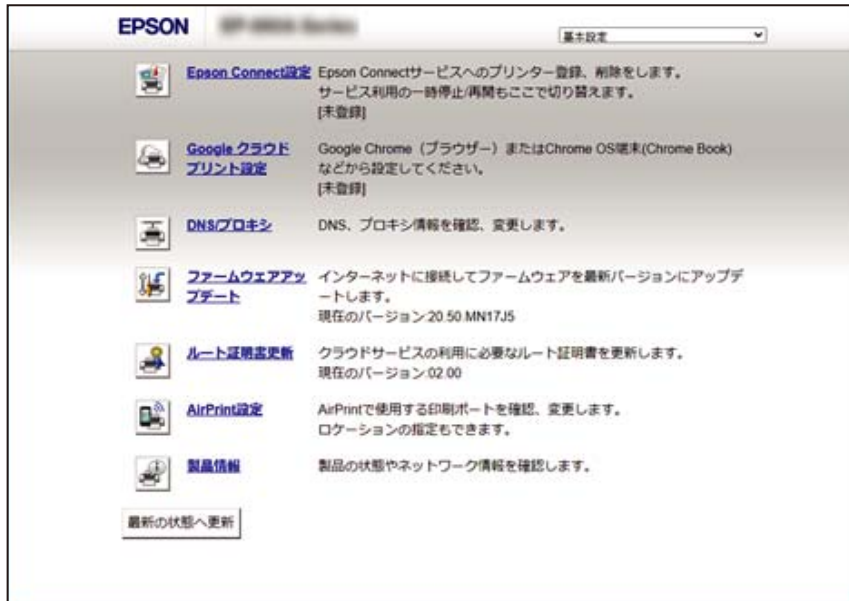 EPSON
基本設定
Epson Connect設定
Epson Connectサービスへのプリンター登録、削除をします。
サービス利用の一時停止/再開もここで切り替えます。
[未登録]
Google クラウド
プリント設定
Google Chrome（ブラウザー）またはChrome OS端末(Chrome Book)
などから設定してください。
[未登録]
DNS/プロキシ
DNS、プロキシ情報を確認、変更します。
ファームウェアアッ
プデート
インターネットに接続してファームウェアを最新バージョンにアップデ
ートします。
現在のバージョン:20.50.MN17J5
ルート証明書更新
クラウドサービスの利用に必要なルート証明書を更新します。
現在のバージョン:02.00
AirPrint設定
AirPrintで使用する印刷ポートを確認、変更します。
ロケーションの指定もできます。
製品情報
製品の状態やネットワーク情報を確認します。
最新の状態へ更新